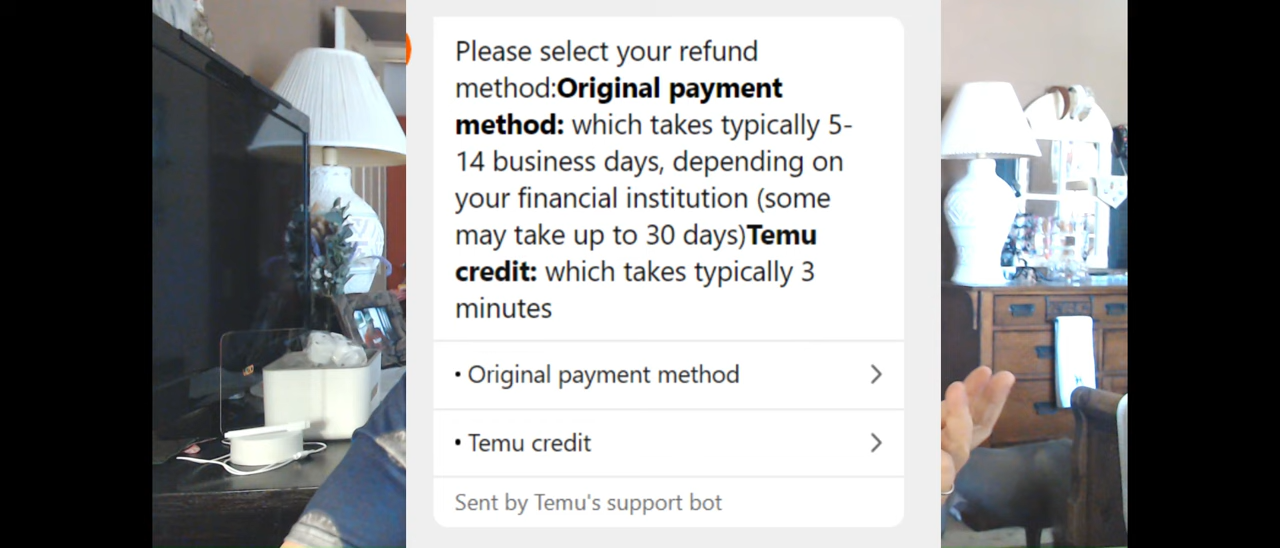 Please select your refund
method:Original payment
method: which takes typically 5-
14 business days, depending on
your financial institution (some
may take up to 30 days)Temu
credit: which takes typically 3
minutes
• Original payment method
• Temu credit
Sent by Temu's support bot